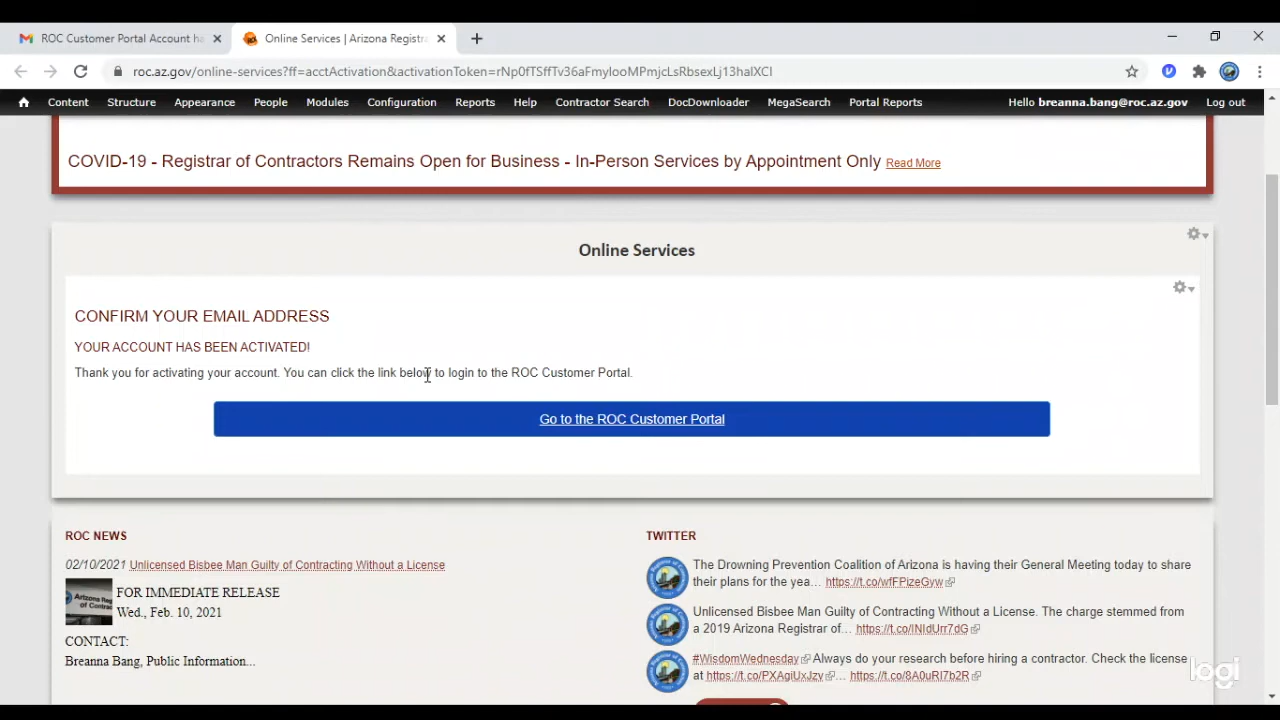 ROC Customer Portal Account ha
Online Services | Arizona Registra
roc.az.gov/online-services?ff=acctActivation&activationToken=rNp0fTSffTv36aFmylooMPmjcLsRbsexLj13halXCI
Content Structure Appearance People Modules Configuration Reports Help Contractor Search DocDownloader MegaSearch Portal Reports Hello breanna.bang@roc.az.gov Log out
COVID-19 - Registrar of Contractors Remains Open for Business - In-Person Services by Appointment Only Read More
Online Services
CONFIRM YOUR EMAIL ADDRESS
YOUR ACCOUNT HAS BEEN ACTIVATED!
Thank you for activating your account. You can click the link below to login to the ROC Customer Portal.
Go to the ROC Customer Portal
ROC NEWS
02/10/2021 Unlicensed Bisbee Man Guilty of Contracting Without a License
FOR IMMEDIATE RELEASE
Wed., Feb. 10, 2021
CONTACT:
Breanna Bang, Public Information...
TWITTER
The Drowning Prevention Coalition of Arizona is having their General Meeting today to share
their plans for the yea... https://t.co/wfFPizeGyw
Unlicensed Bisbee Man Guilty of Contracting Without a License. The charge stemmed from
a 2019 Arizona Registrar of... https://t.co/lNIdUrr7dG
#WisdomWednesday Always do your research before hiring a contractor. Check the license
at https://t.co/PXAgiUxJzy ... https://t.co/8A0uRI7b2R
logi